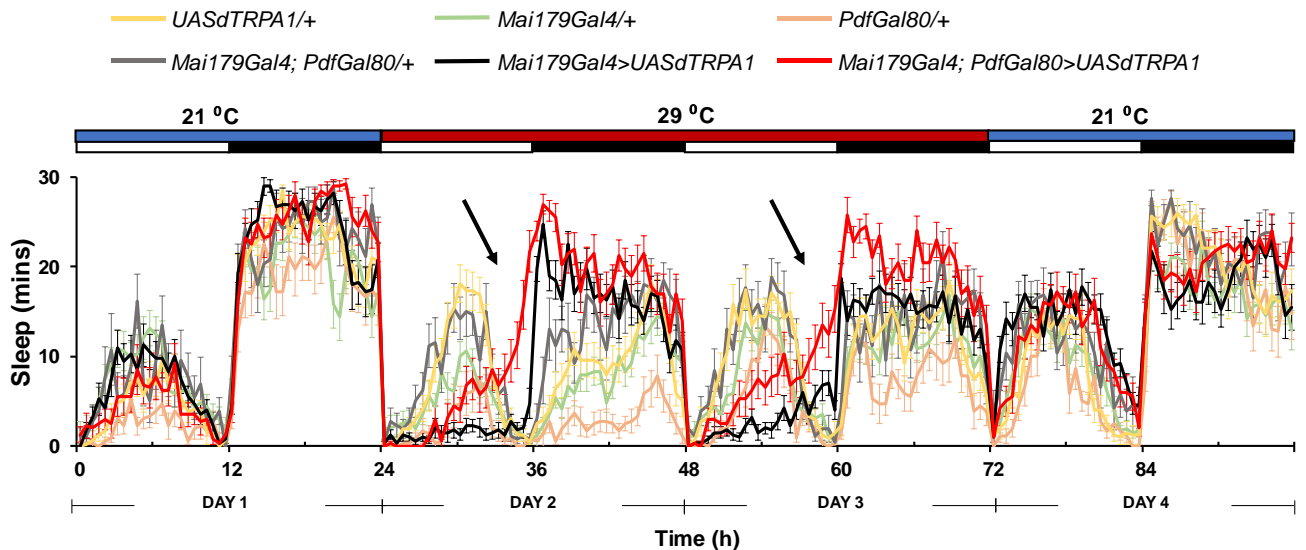 UASdTRPA1/+ Mai179Gal4/+ PdfGal80/+
Mai179Gal4; PdfGal80/+ Mai179Gal4>UASdTRPA1 Mai179Gal4; PdfGal80>UASdTRPA1
21 ⁰C 29 ⁰C 21 ⁰C
30
20
10
0
Sleep (mins)
0 12 24 36 48 60 72 84
DAY 1 DAY 2 DAY 3 DAY 4
Time (h)